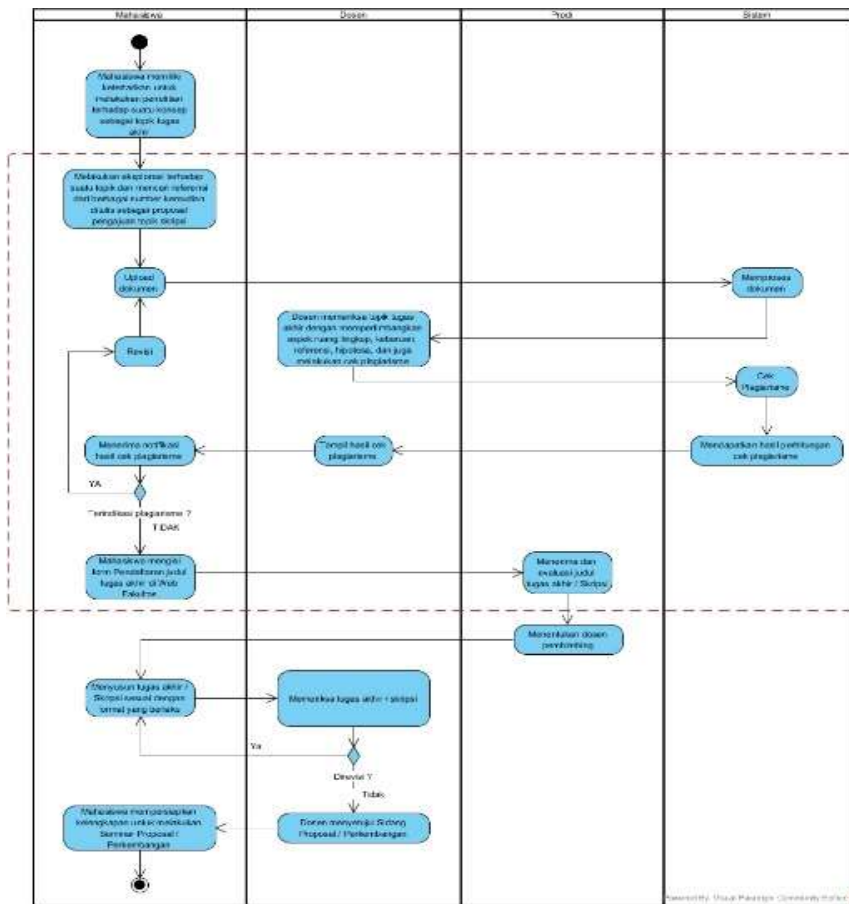 Mahasiswa
Dosen
Prodi
Sistem
Mahasiswa memiliki
ketertarikan untuk
melakukan penelitian
terhadap suatu konsep
sebagai topik tugas
akhir
Melakukan eksplorasi terhadap
suatu topik dan mencari referensi
dari berbagai sumber kemudian
ditulis sebagai proposal
pengajuan topik skripsi
Upload
dokumen
Memproses
dokumen
Dosen memeriksa topik tugas
akhir dengan mempertimbangkan
aspek ruang lingkup, kebaruan,
referensi, hipotesa, dan juga
melakukan cek plagiarisme
Revisi
Cek
Plagiarisme
Menerima notifikasi
hasil cek plagiarisme
Tampil hasil cek
plagiarisme
Mendapatkan hasil perhitungan
cek plagiarisme
YA
Terindikasi plagiarisme ?
TIDAK
Mahasiswa mengisi
form Pendaftaran judul
tugas akhir di Web
Fakultas
Menerima dan
evaluasi judul
tugas akhir / Skripsi
Menentukan dosen
pembimbing
Menyusun tugas akhir /
Skripsi sesuai dengan
format yang berlaku
Memeriksa tugas akhir / skripsi
Ya
Direvisi ?
Tidak
Mahasiswa mempersiapkan
kelengkapan untuk melakukan
Seminar Proposal /
Perkembangan
Dosen menyetujui Sidang
Proposal / Perkembangan
Powered By Visual Paradigm Community Edition